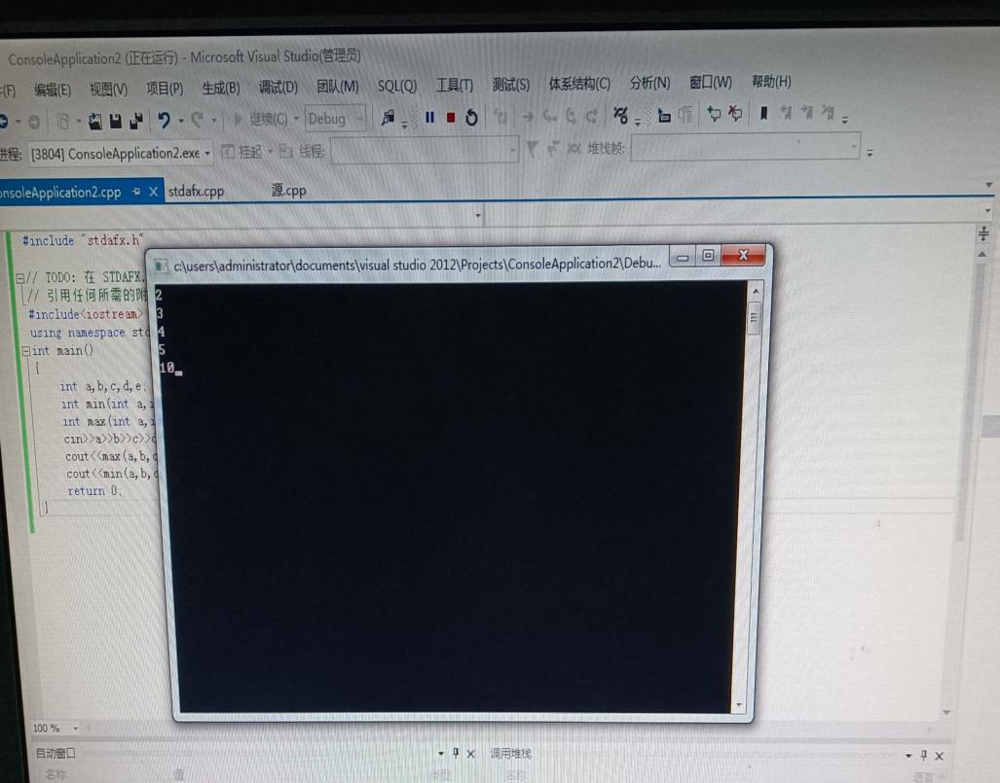 ConsoleApplication2 (正在运行) - Microsoft Visual Studio(管理员)
(F) 编辑(E) 视图(V) 项目(P) 生成(B) 调试(D) 团队(M) SQL(Q) 工具(T) 测试(S) 体系结构(C) 分析(N) 窗口(W) 帮助(H)
继续(C) Debug
进程: [3804] ConsoleApplication2.exe 挂起 线程: 堆栈帧:
onsoleApplication2.cpp stdafx.cpp 源.cpp
#include "stdafx.h"
c:\users\administrator\documents\visual studio 2012\Projects\ConsoleApplication2\Debu...
// TODO: 在 STDAFX.
// 引用任何所需的附
#include<iostream>
using namespace std
int main()
{
int a,b,c,d,e;
int min(int a,i
int max(int a,i
cin>>a>>b>>c>>d
cout<<max(a,b,c
cout<<min(a,b,c
return 0;
}
2
3
4
5
10
100 %
自动窗口 调用堆栈
名称 值 类型 名称 语言